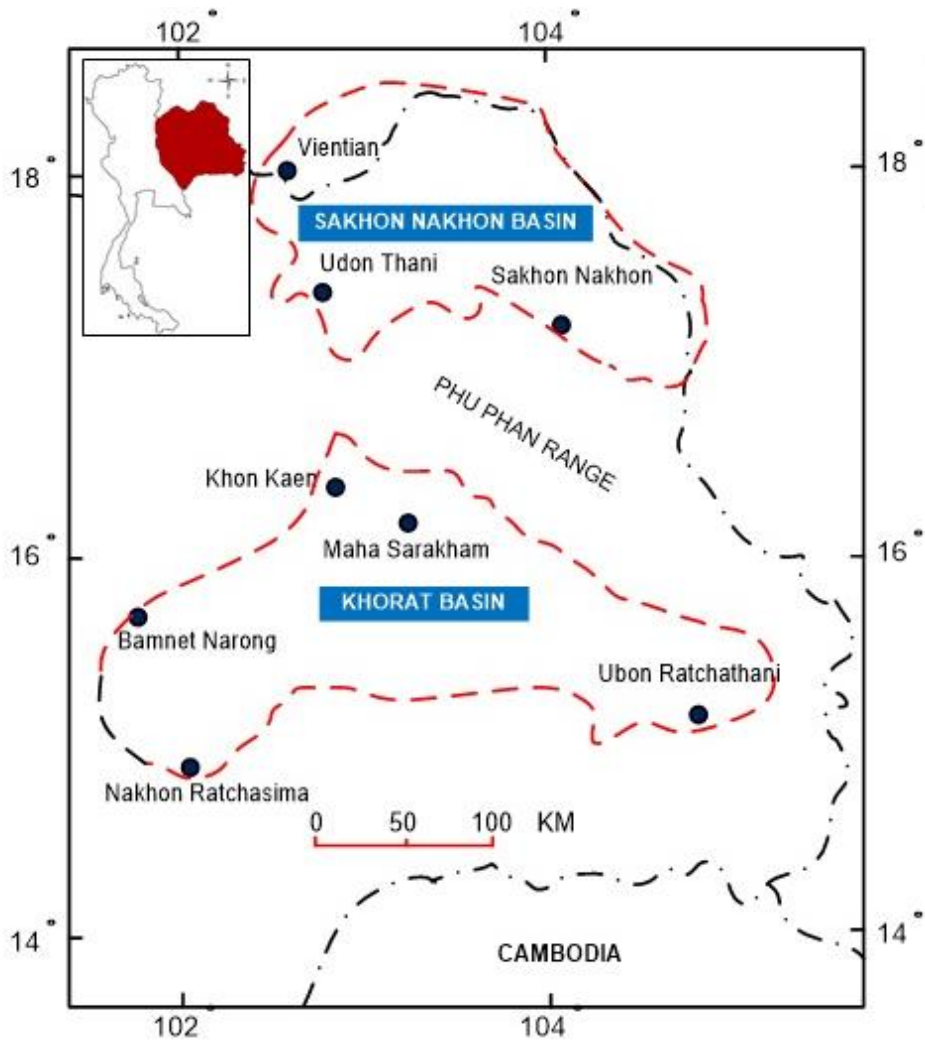 102° 104°
18° 18°
Vientian
SAKHON NAKHON BASIN
Udon Thani
Sakhon Nakhon
PHU PHAN RANGE
Khon Kaen
Maha Sarakham
16° 16°
KHORAT BASIN
Bamnet Narong
Ubon Ratchathani
Nakhon Ratchasima
0 50 100 KM
14° 14°
CAMBODIA
102 104